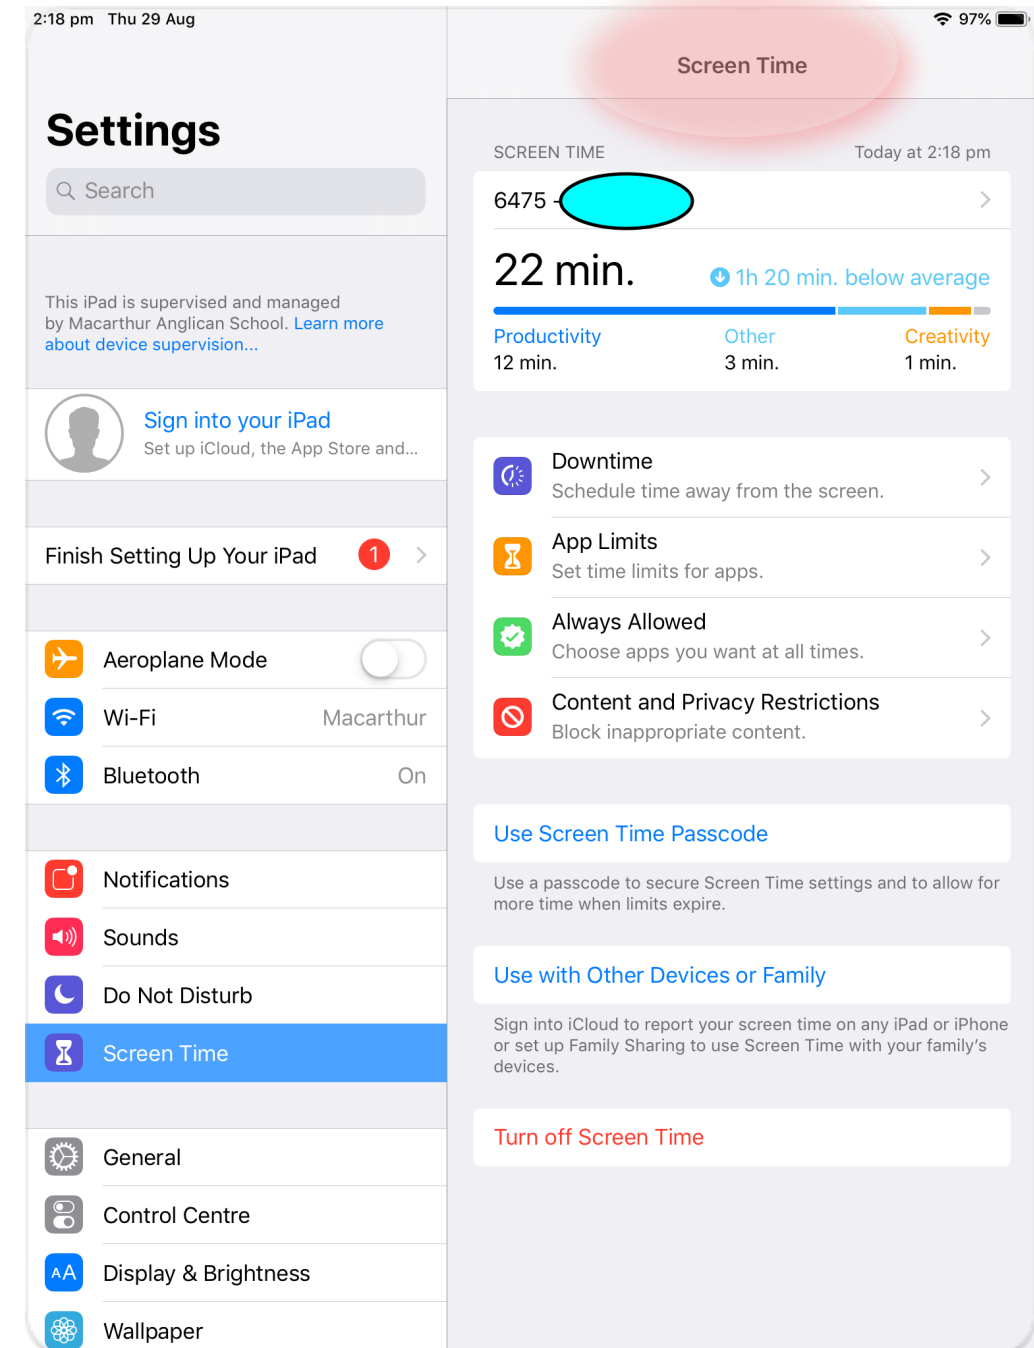 2:18 pm Thu 29 Aug
97%
Settings
Search
This iPad is supervised and managed
by Macarthur Anglican School. Learn more
about device supervision...
Sign into your iPad
Set up iCloud, the App Store and...
Finish Setting Up Your iPad 1
Aeroplane Mode
Wi-Fi Macarthur
Bluetooth On
Notifications
Sounds
Do Not Disturb
Screen Time
General
Control Centre
AA Display & Brightness
Wallpaper
Screen Time
SCREEN TIME Today at 2:18 pm
6475 -
22 min. 1h 20 min. below average
Productivity Other Creativity
12 min. 3 min. 1 min.
Downtime
Schedule time away from the screen.
App Limits
Set time limits for apps.
Always Allowed
Choose apps you want at all times.
Content and Privacy Restrictions
Block inappropriate content.
Use Screen Time Passcode
Use a passcode to secure Screen Time settings and to allow for
more time when limits expire.
Use with Other Devices or Family
Sign into iCloud to report your screen time on any iPad or iPhone
or set up Family Sharing to use Screen Time with your family's
devices.
Turn off Screen Time